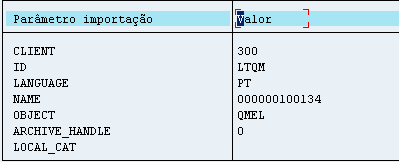 Parâmetro importação Valor
CLIENT 300
ID LTQM
LANGUAGE PT
NAME 000000100134
OBJECT QMEL
ARCHIVE_HANDLE 0
LOCAL_CAT